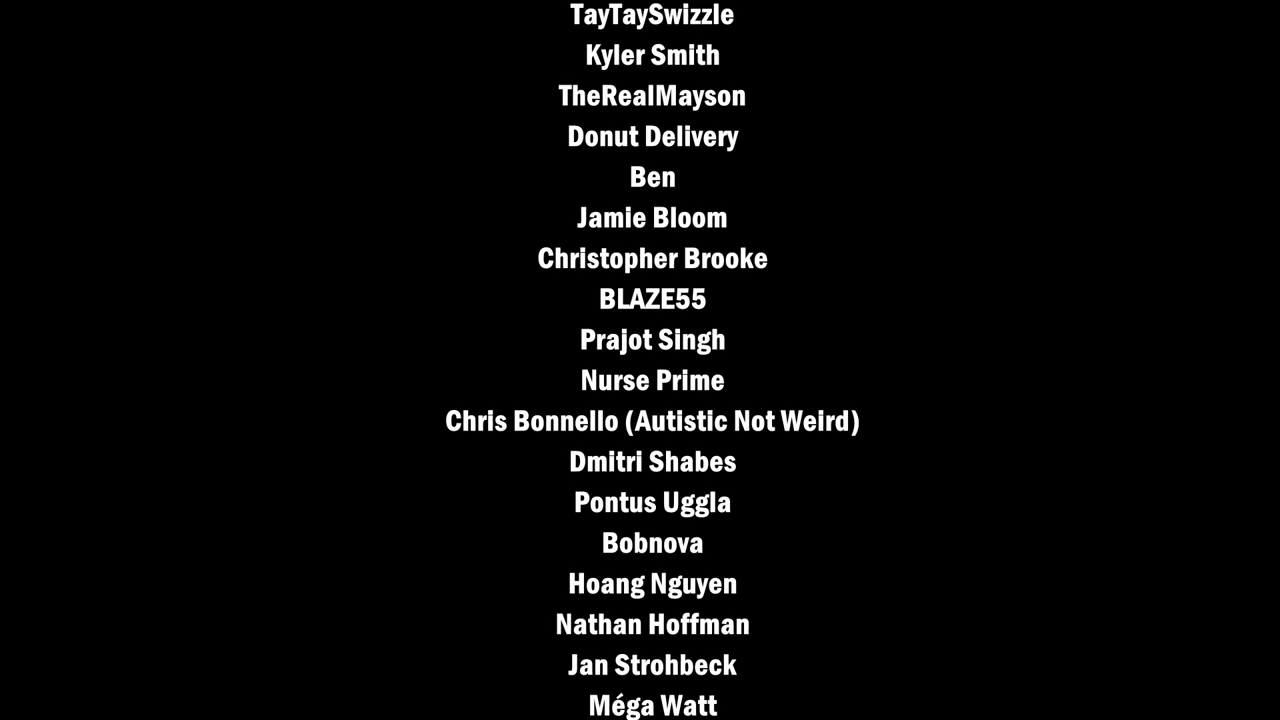 TayTaySwizzle
Kyler Smith
TheRealMayson
Donut Delivery
Ben
Jamie Bloom
Christopher Brooke
BLAZE55
Prajot Singh
Nurse Prime
Chris Bonnello (Autistic Not Weird)
Dmitri Shabes
Pontus Uggla
Bobnova
Hoang Nguyen
Nathan Hoffman
Jan Strohbeck
Méga Watt